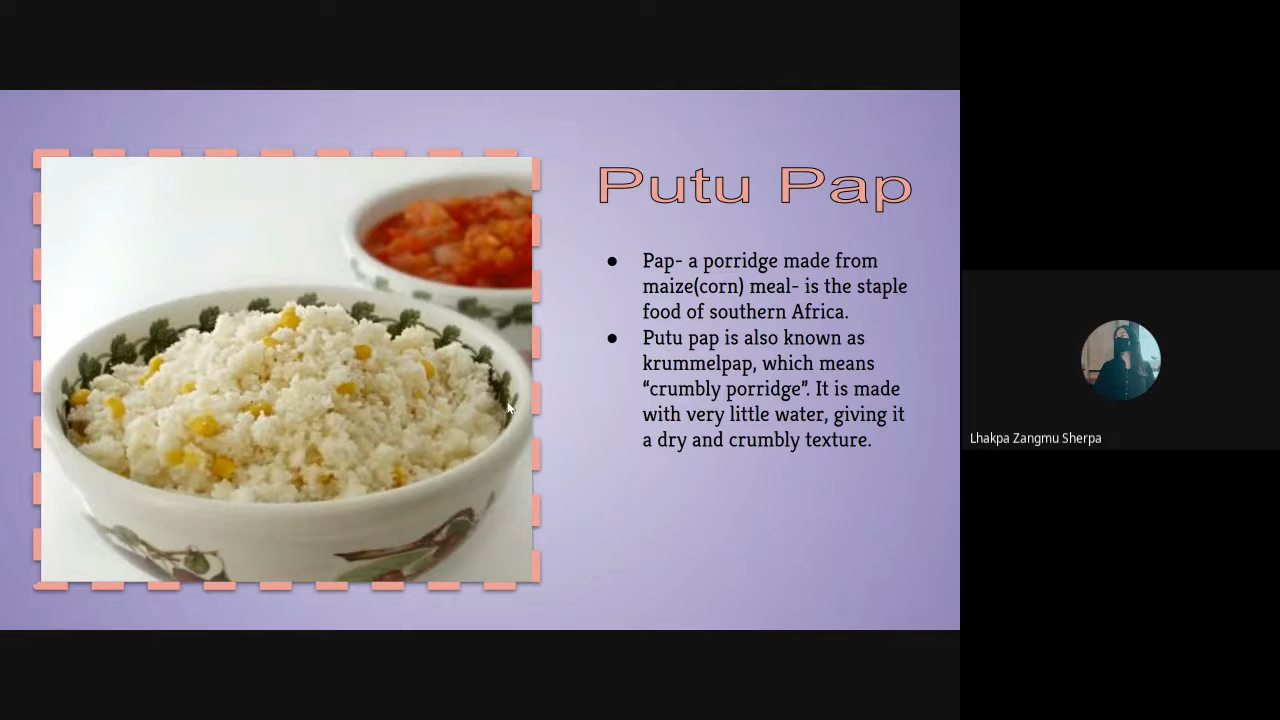 Putu Pap
● Pap- a porridge made from
maize(corn) meal- is the staple
food of southern Africa.
● Putu pap is also known as
krummelpap, which means
“crumbly porridge”. It is made
with very little water, giving it
a dry and crumbly texture.
Lhakpa Zangmu Sherpa